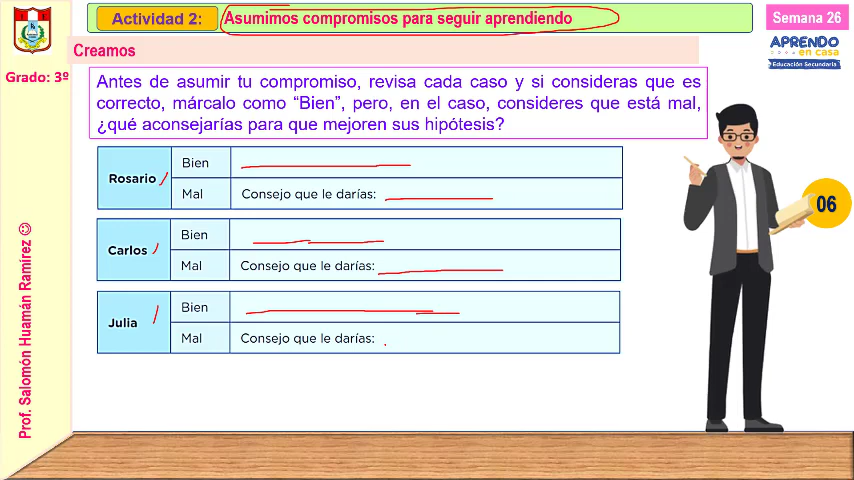 Actividad 2:
Asumimos compromisos para seguir aprendiendo
Semana 26
Creamos
APRENDO
en casa
Educación Secundaria
Grado: 3º
Antes de asumir tu compromiso, revisa cada caso y si consideras que es
correcto, márcalo como “Bien”, pero, en el caso, consideres que está mal,
¿qué aconsejarías para que mejoren sus hipótesis?
Rosario
Bien
Mal
Consejo que le darías:
Carlos
Bien
Mal
Consejo que le darías:
Julia
Bien
Mal
Consejo que le darías:
06
Prof. Salomón Huamán Ramírez ☺